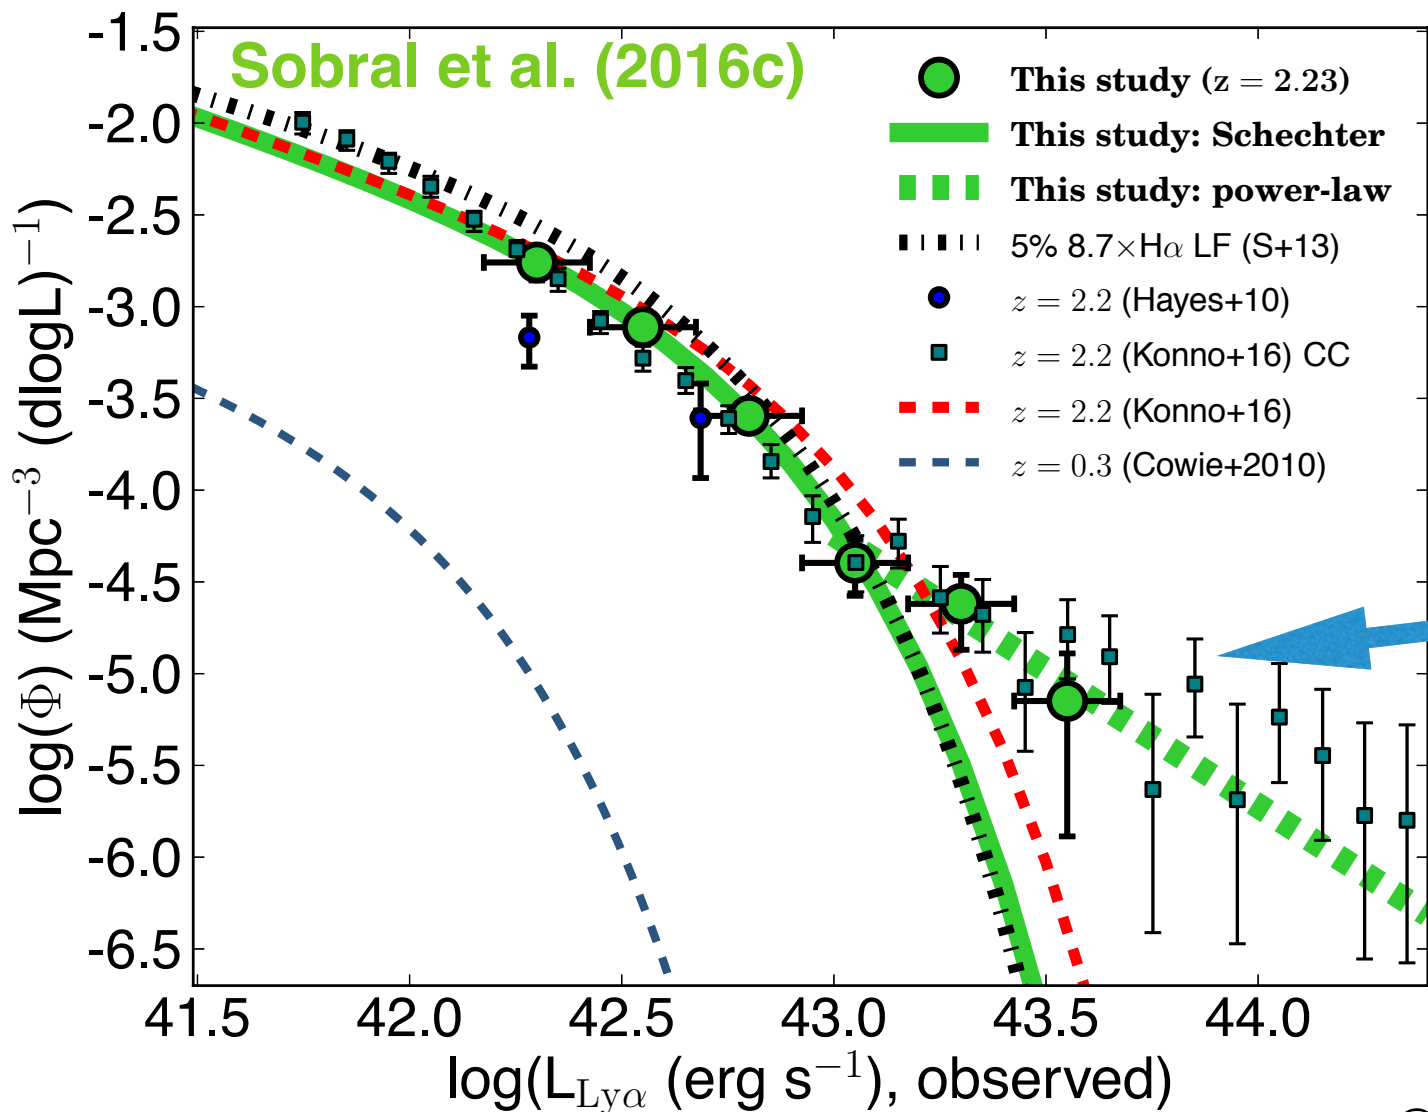 Sobral et al. (2016c)
This study (z = 2.23)
This study: Schechter
This study: power-law
5% 8.7×Hα LF (S+13)
z = 2.2 (Hayes+10)
z = 2.2 (Konno+16) CC
z = 2.2 (Konno+16)
z = 0.3 (Cowie+2010)
log(Φ) (Mpc⁻³ (dlogL)⁻¹)
-1.5
-2.0
-2.5
-3.0
-3.5
-4.0
-4.5
-5.0
-5.5
-6.0
-6.5
41.5 42.0 42.5 43.0 43.5 44.0
log(L_Lyα (erg s⁻¹), observed)